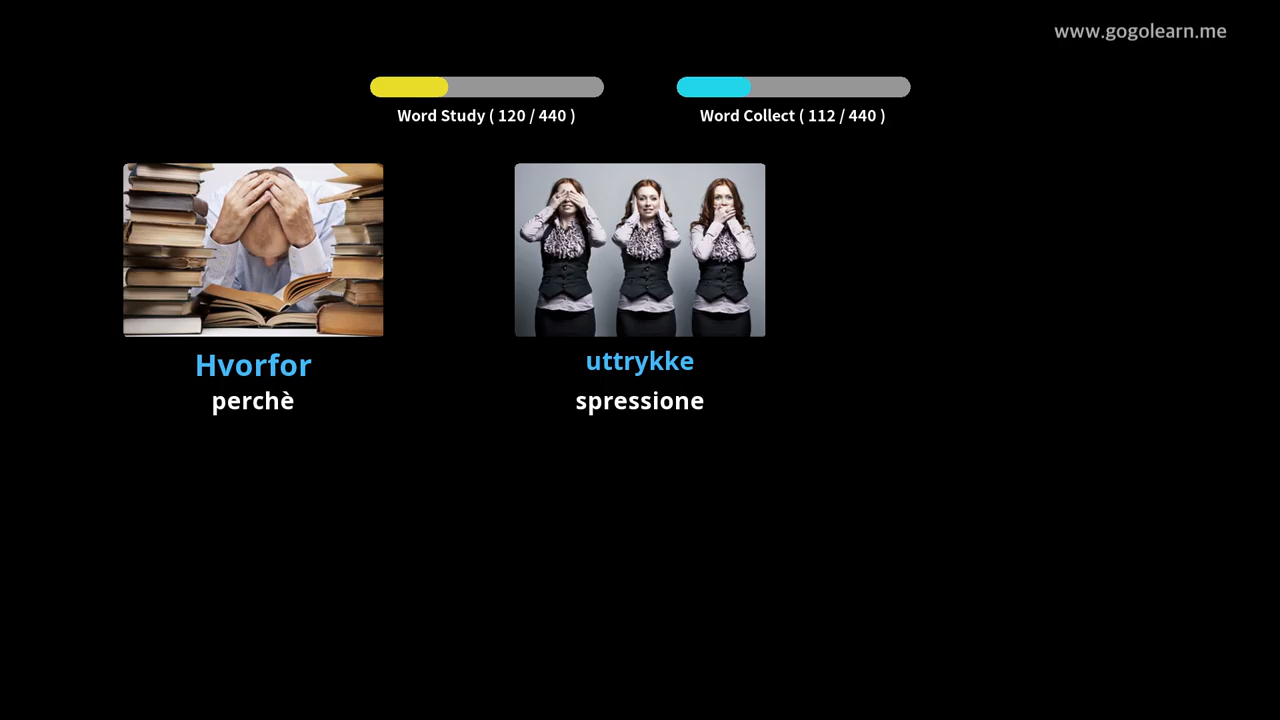 www.gogolearn.me
Word Study ( 120 / 440 )
Word Collect ( 112 / 440 )
Hvorfor
perchè
uttrykke
spressione